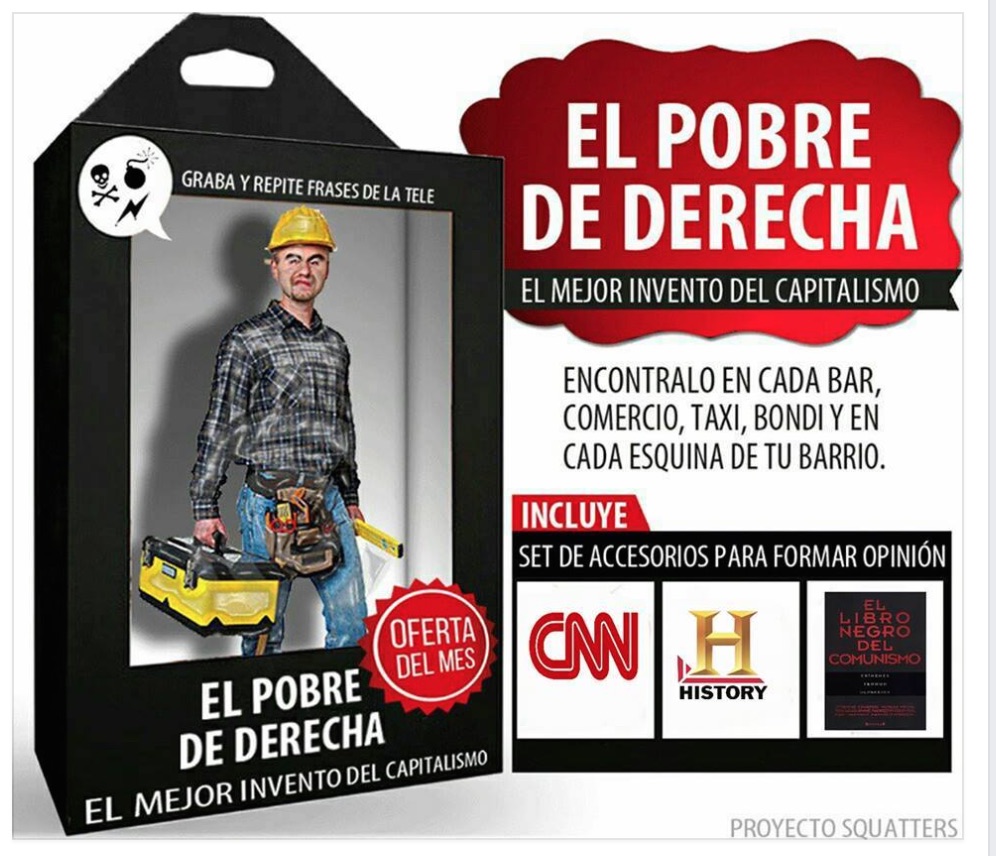 GRABA Y REPITE FRASES DE LA TELE
OFERTA
DEL MES
EL POBRE
DE DERECHA
EL MEJOR INVENTO DEL CAPITALISMO
EL POBRE
DE DERECHA
EL MEJOR INVENTO DEL CAPITALISMO
ENCONTRALO EN CADA BAR,
COMERCIO, TAXI, BONDI Y EN
CADA ESQUINA DE TU BARRIO.
INCLUYE
SET DE ACCESORIOS PARA FORMAR OPINIÓN
CNN
H
HISTORY
EL
LIBRO
NEGRO
DEL
COMUNISMO
PROYECTO SQUATTERS